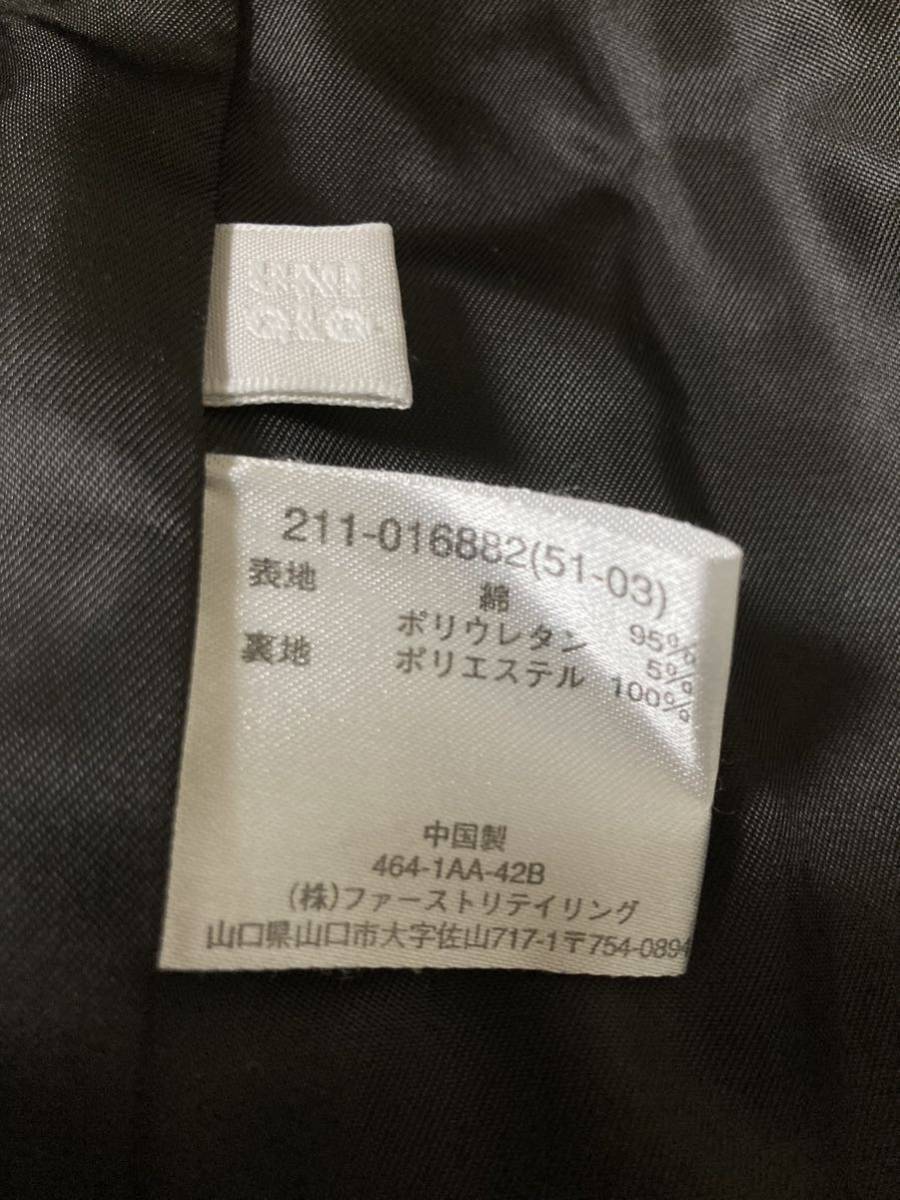 UNI
QLO
211-016882(51-03)
表地 綿 95%
ポリウレタン 5%
裏地 ポリエステル 100%
中国製
464-1AA-42B
(株)ファーストリテイリング
山口県山口市大字佐山717-1〒754-0894